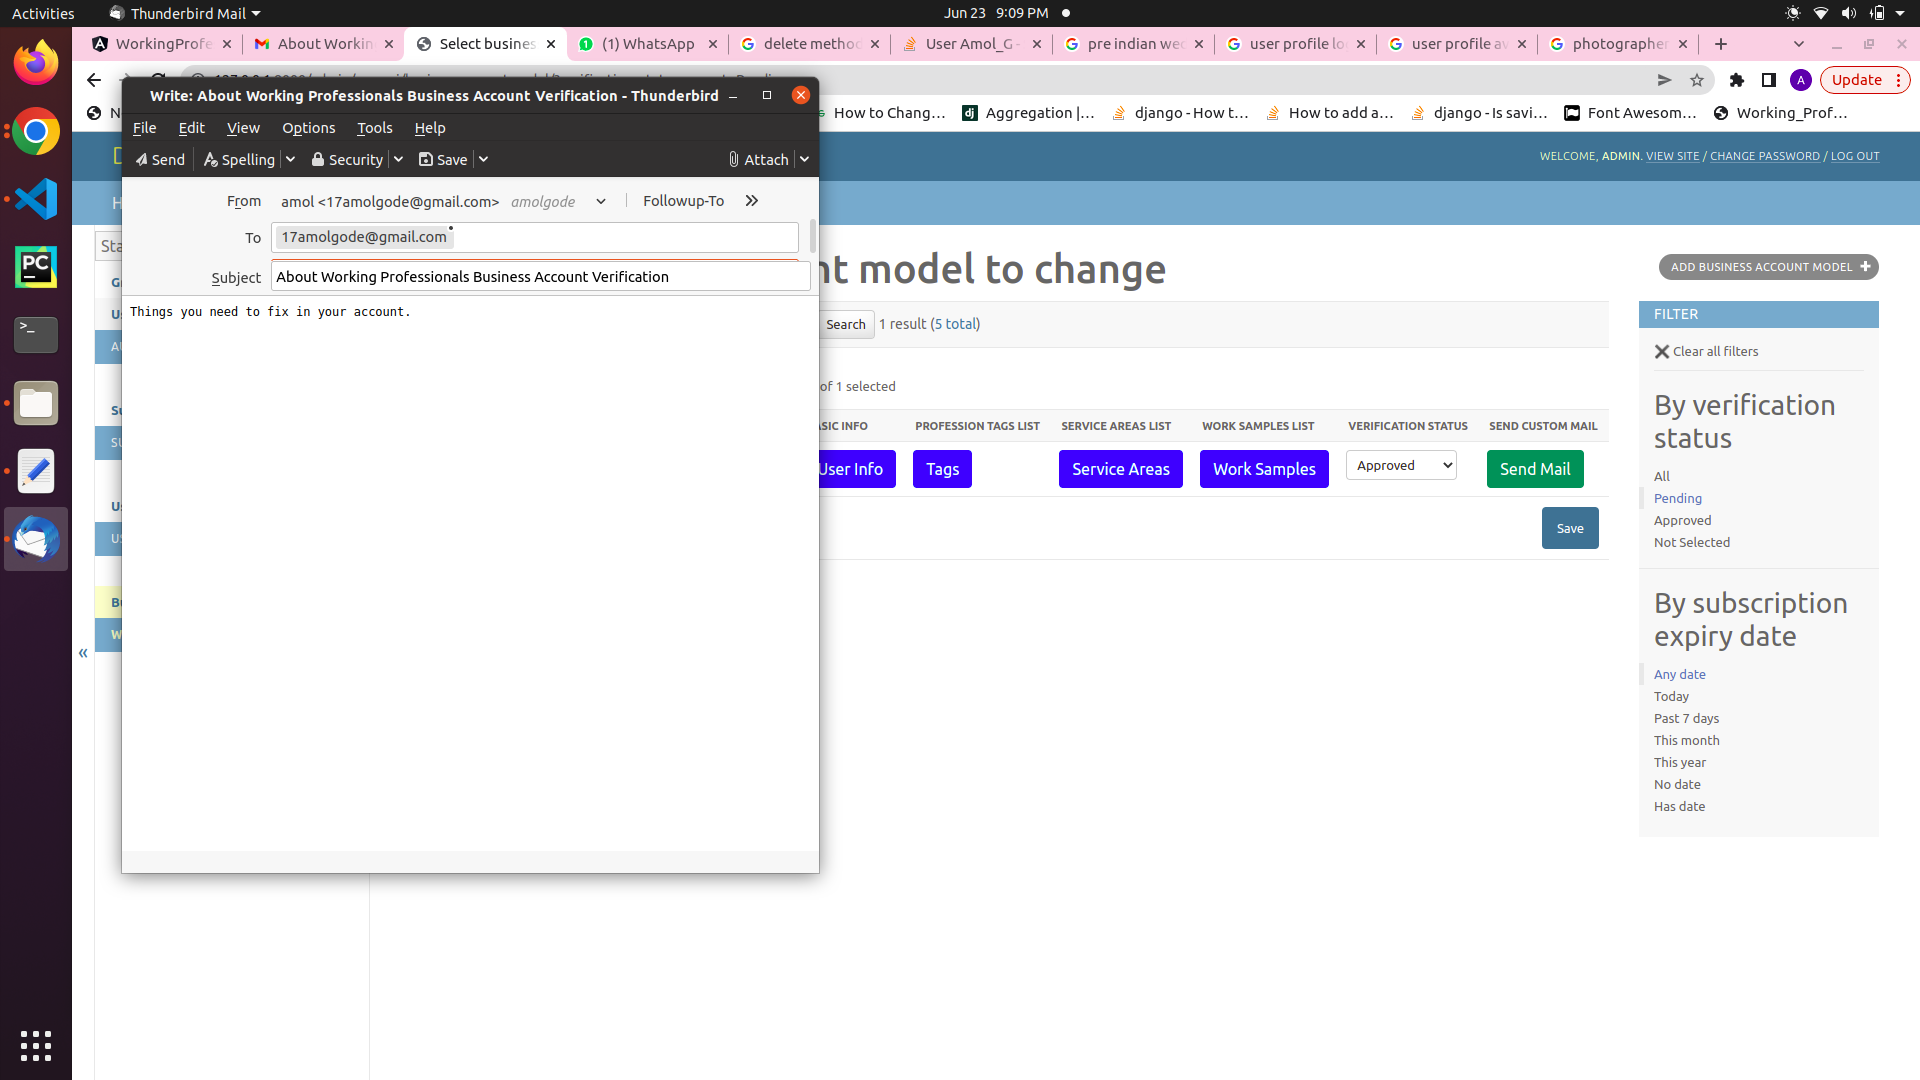 Activities Thunderbird Mail Jun 23 9:09 PM
WorkingProfe About Workin Select busines (1) WhatsApp delete metho User Amol_G - pre indian wed user profile lo user profile av photographer
A Update
How to Chang… Aggregation |… django - How t… How to add a… django - Is savi… Font Awesom… Working_Prof…
Write: About Working Professionals Business Account Verification - Thunderbird
File Edit View Options Tools Help
Send Spelling Security Save Attach
WELCOME, ADMIN. VIEW SITE / CHANGE PASSWORD / LOG OUT
From amol <17amolgode@gmail.com> amolgode Followup-To
To 17amolgode@gmail.com
Subject About Working Professionals Business Account Verification
Things you need to fix in your account.
nt model to change
ADD BUSINESS ACCOUNT MODEL
Search 1 result (5 total)
of 1 selected
ASIC INFO PROFESSION TAGS LIST SERVICE AREAS LIST WORK SAMPLES LIST VERIFICATION STATUS SEND CUSTOM MAIL
User Info Tags Service Areas Work Samples Approved Send Mail
Save
FILTER
Clear all filters
By verification
status
All
Pending
Approved
Not Selected
By subscription
expiry date
Any date
Today
Past 7 days
This month
This year
No date
Has date
Sta
PC